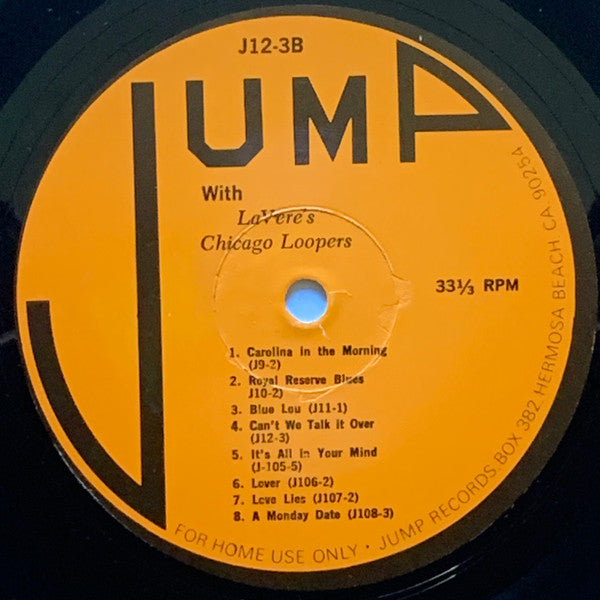 J12-3B
JUMP
With
LaVere's
Chicago Loopers
33⅓ RPM
1. Carolina in the Morning
(J9-2)
2. Royal Reserve Blues
J10-2)
3. Blue Lou (J11-1)
4. Can't We Talk it Over
(J12-3)
5. It's All In Your Mind
(J-105-5)
6. Lover (J106-2)
7. Love Lies (J107-2)
8. A Monday Date (J108-3)
FOR HOME USE ONLY • JUMP RECORDS. BOX 382. HERMOSA BEACH CA 90254